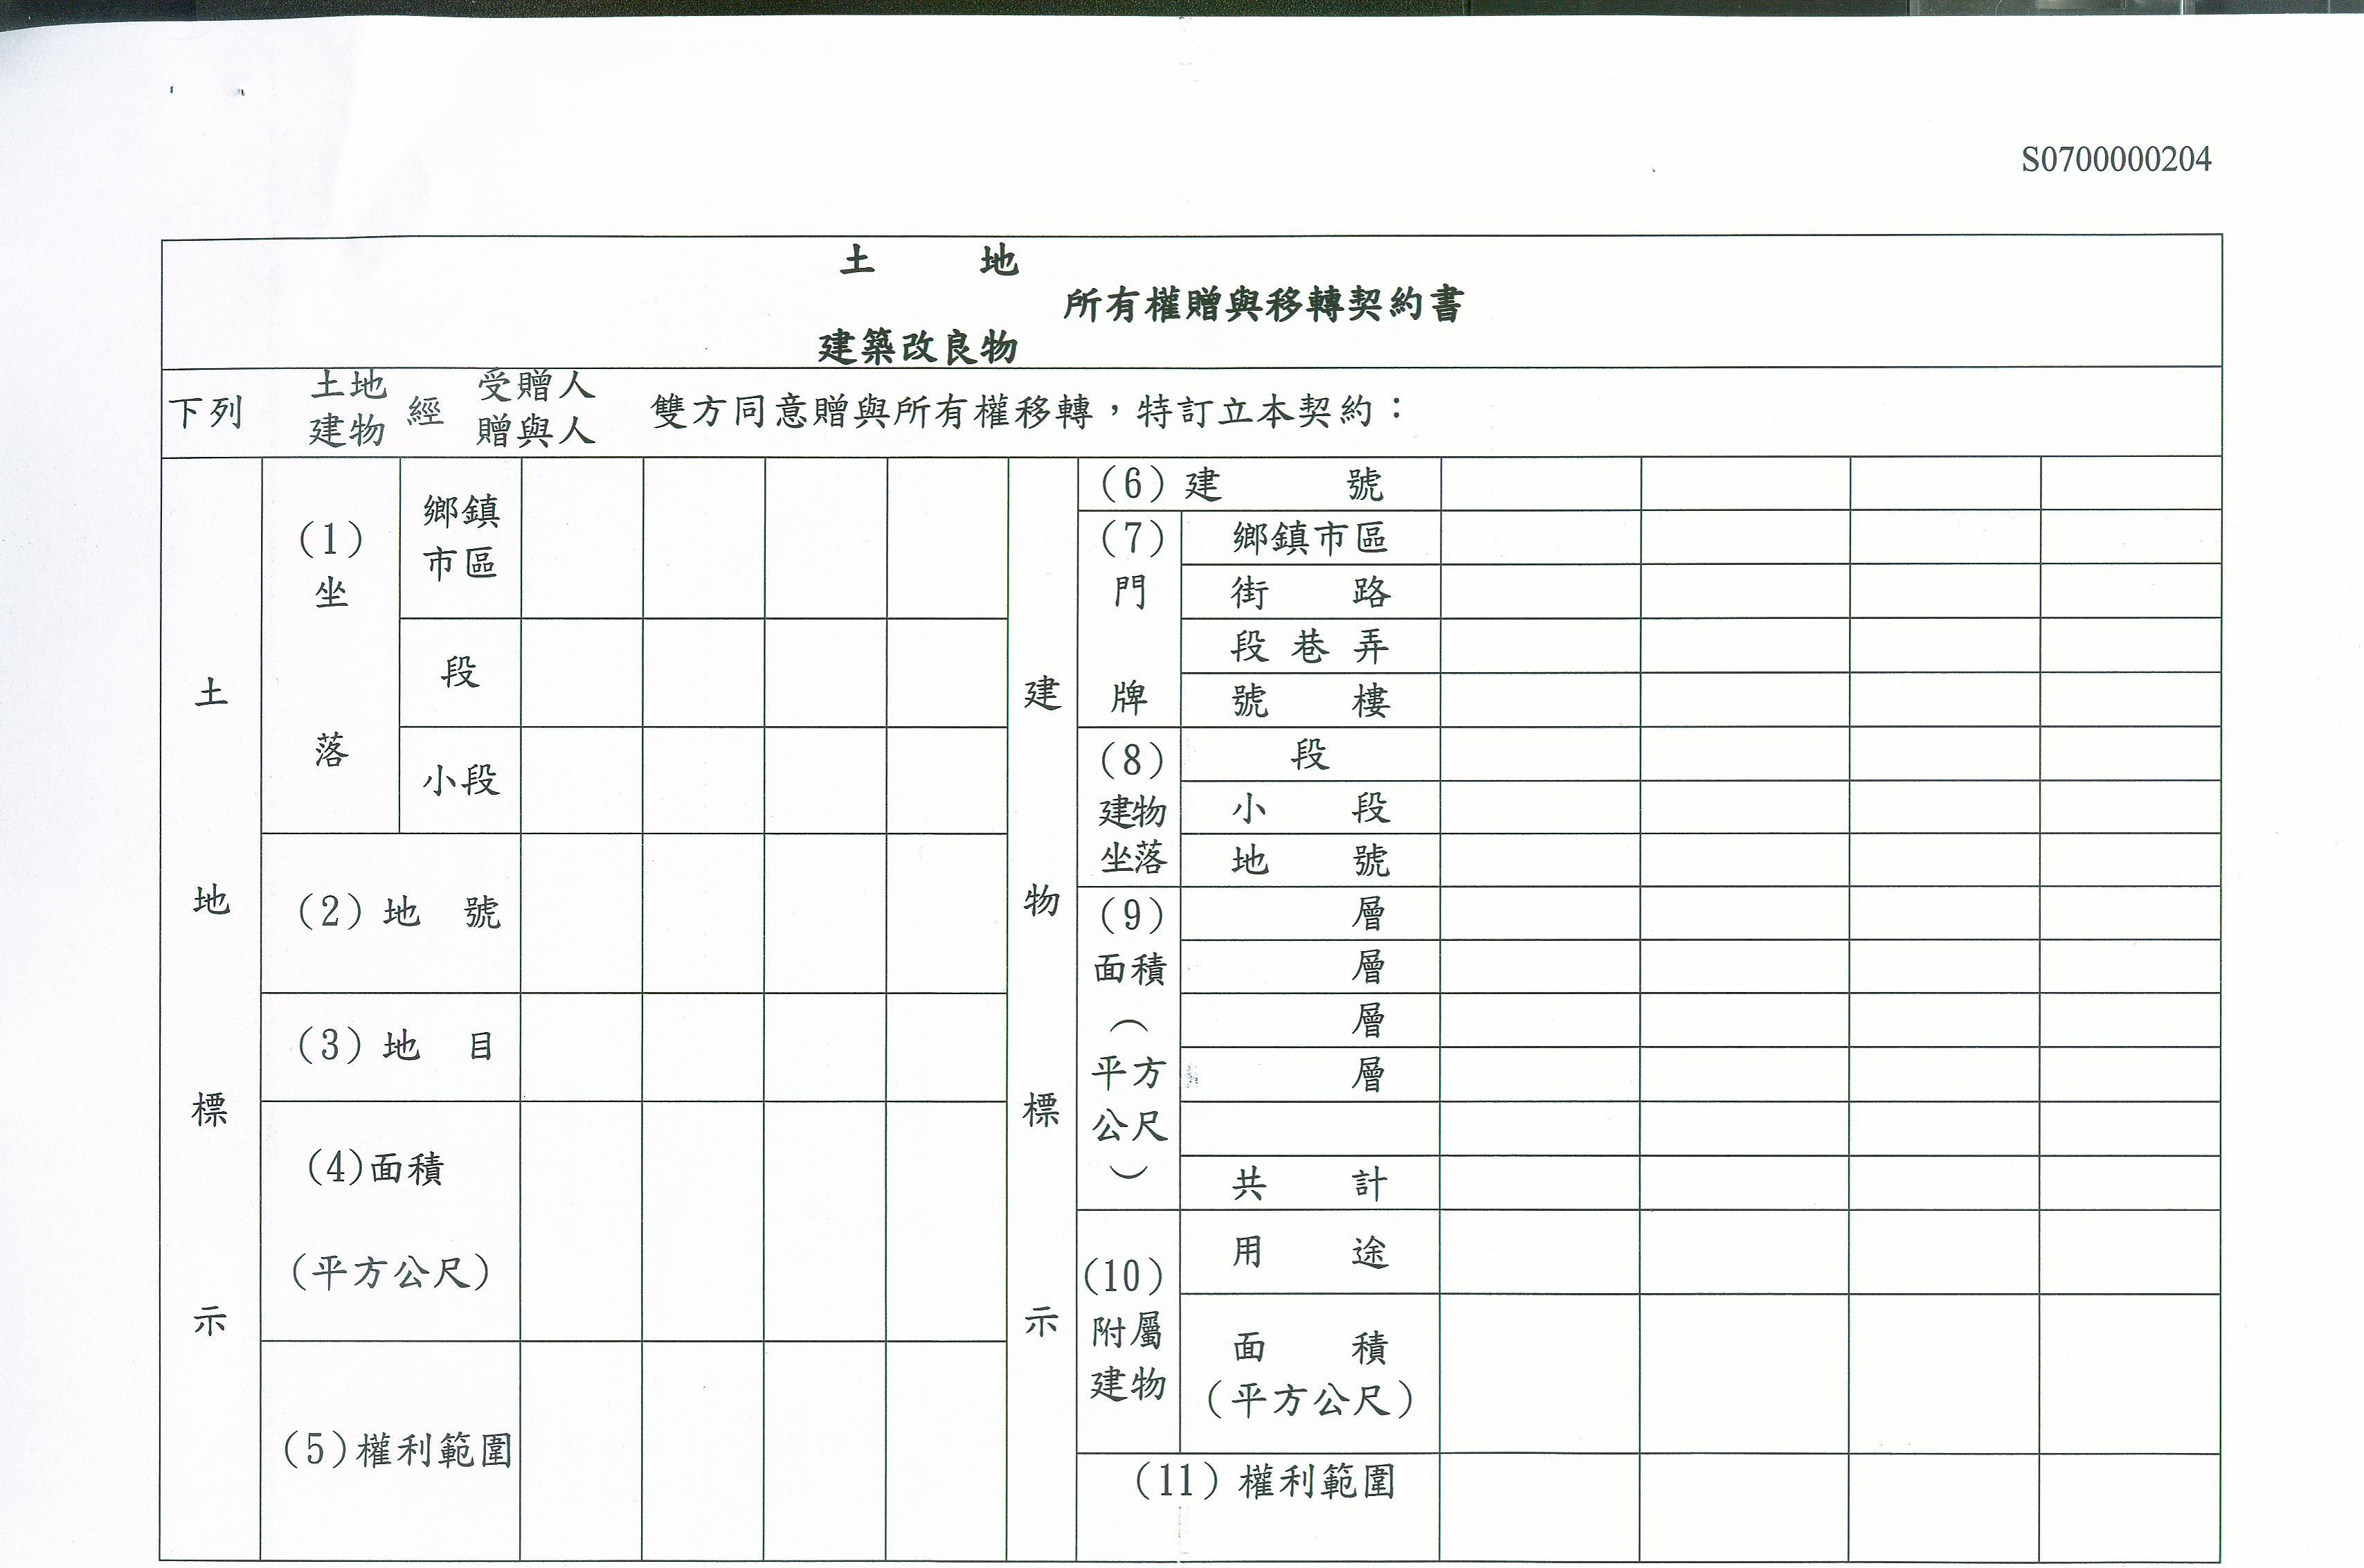 S0700000204
土地
所有權贈與移轉契約書
建築改良物
下列 土地 建物 經 受贈人 贈與人 雙方同意贈與所有權移轉，特訂立本契約：
土地標示
(1)坐落
鄉鎮市區
段
小段
(2)地號
(3)地目
(4)面積
(平方公尺)
(5)權利範圍
建物標示
(6)建號
(7)門牌
鄉鎮市區
街路
段巷弄
號樓
(8)建物坐落
段
小段
地號
(9)面積(平方公尺)
層
層
層
層
共計
(10)附屬建物
用途
面積
(平方公尺)
(11)權利範圍